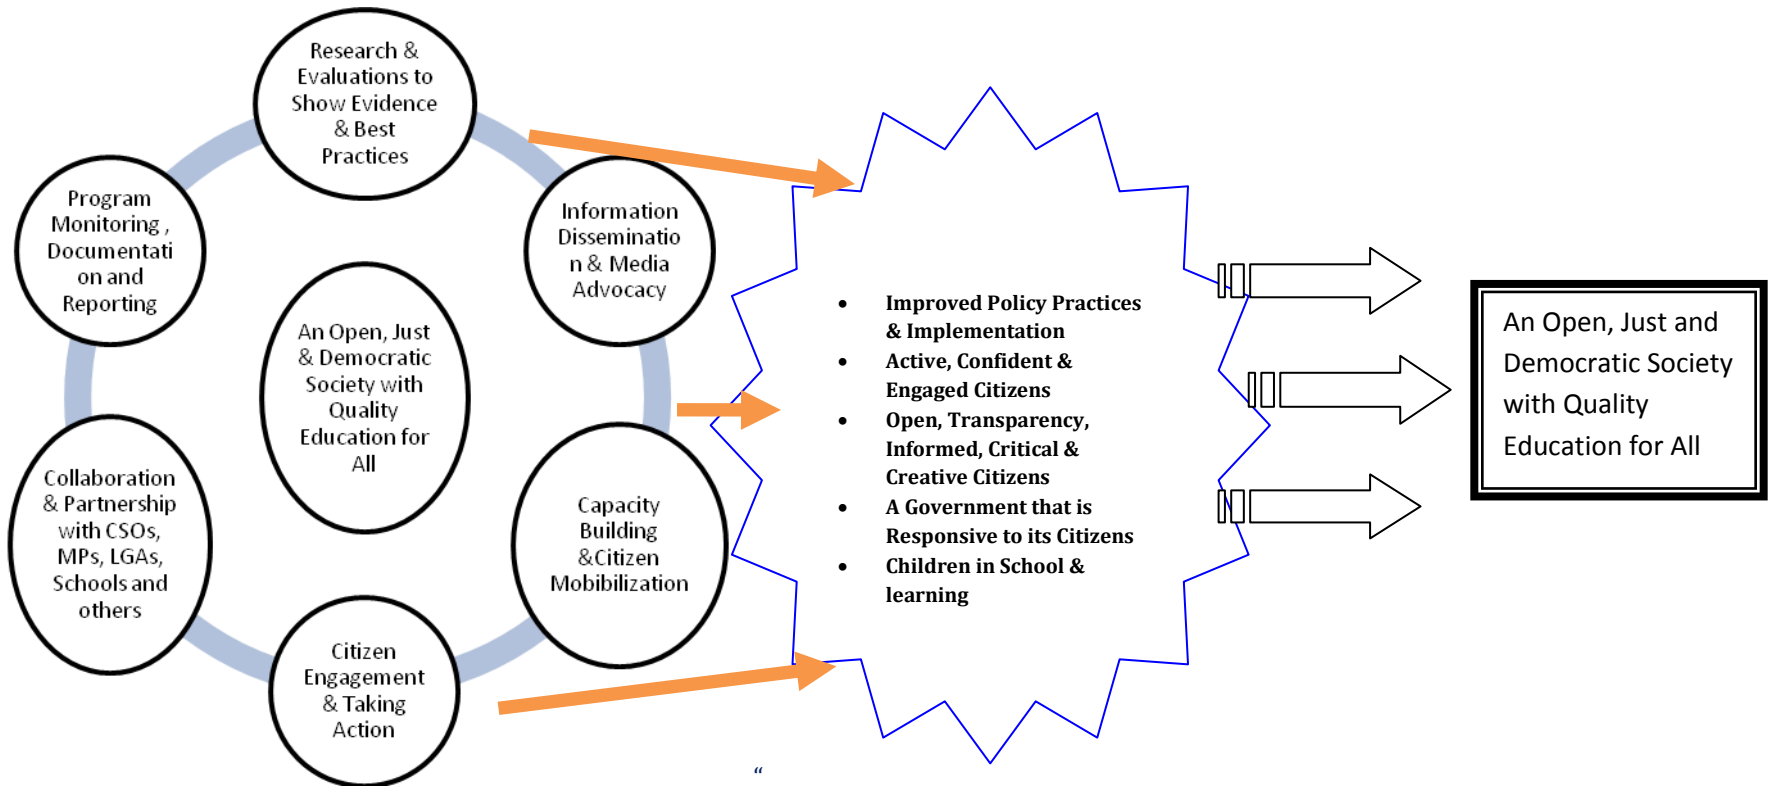 Research &
Evaluations to
Show Evidence
& Best
Practices
Information
Disseminatio
n & Media
Advocacy
Capacity
Building
&Citizen
Mobibilization
Citizen
Engagement
& Taking
Action
Collaboration
& Partnership
with CSOs,
MPs, LGAs,
Schools and
others
Program
Monitoring ,
Documentati
on and
Reporting
An Open, Just
& Democratic
Society with
Quality
Education for
All
• Improved Policy Practices
& Implementation
• Active, Confident &
Engaged Citizens
• Open, Transparency,
Informed, Critical &
Creative Citizens
• A Government that is
Responsive to its Citizens
• Children in School &
learning
An Open, Just and
Democratic Society
with Quality
Education for All
“